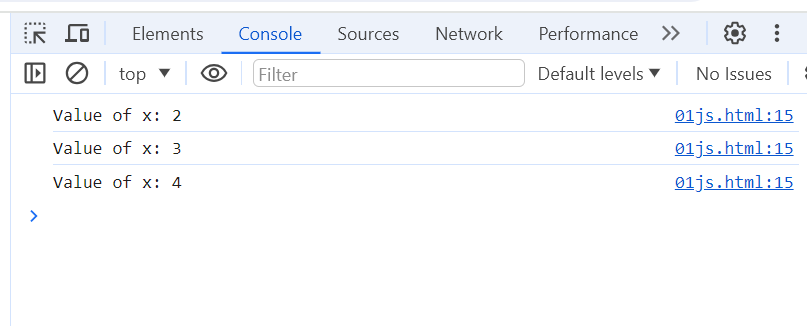 Elements Console Sources Network Performance
top Filter Default levels No Issues
Value of x: 2 01js.html:15
Value of x: 3 01js.html:15
Value of x: 4 01js.html:15